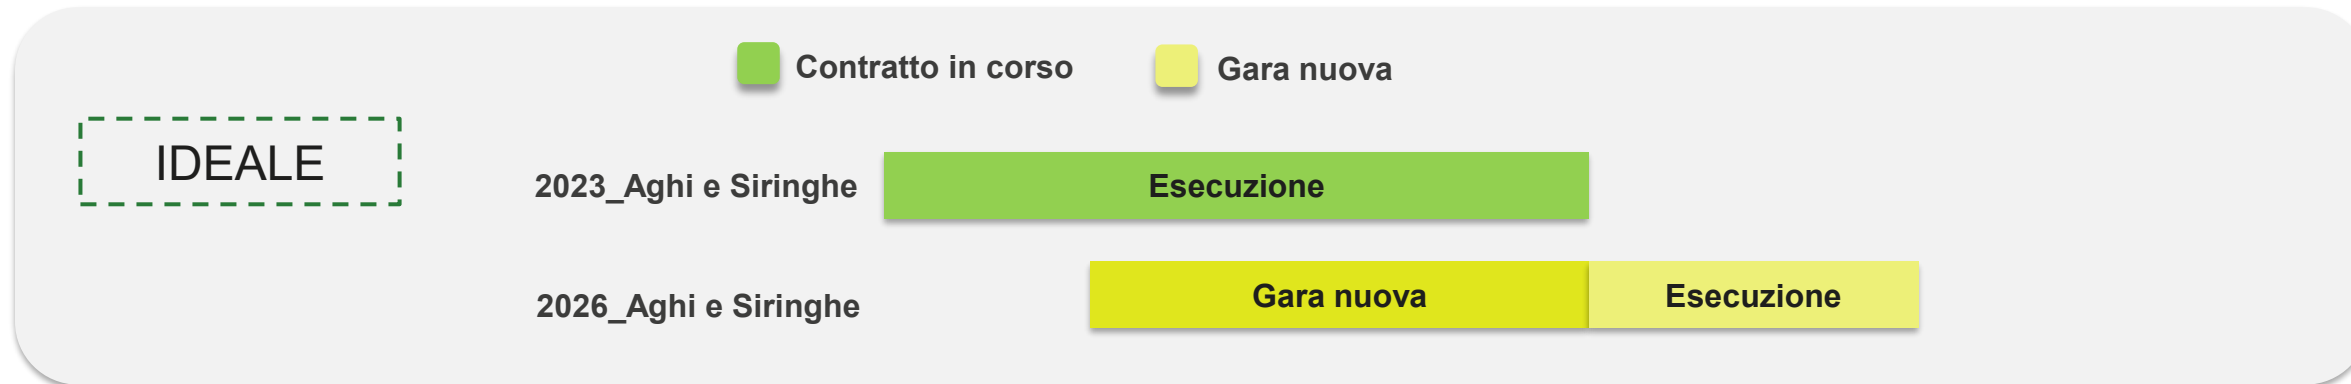 Contratto in corso
Gara nuova
IDEALE
2023_Aghi e Siringhe
Esecuzione
2026_Aghi e Siringhe
Gara nuova
Esecuzione